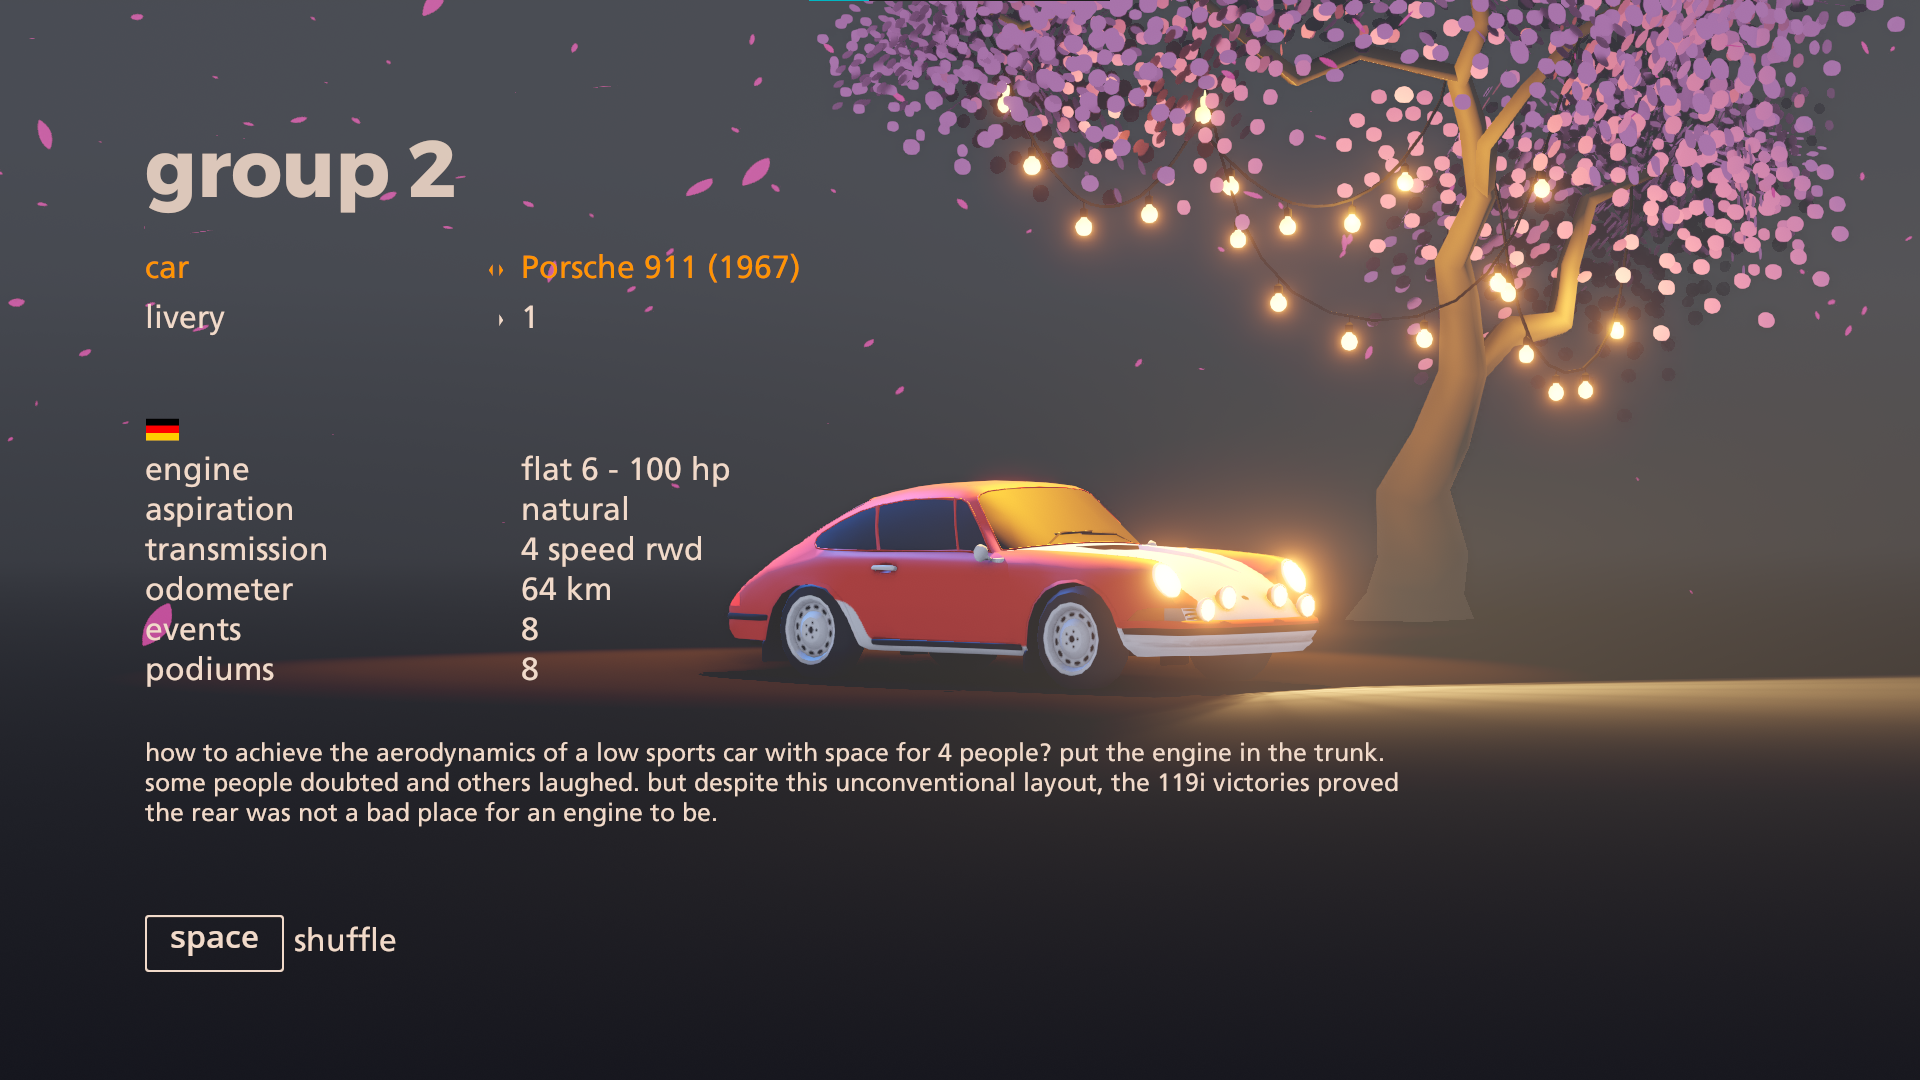 group 2
car Porsche 911 (1967)
livery 1
engine flat 6 - 100 hp
aspiration natural
transmission 4 speed rwd
odometer 64 km
events 8
podiums 8
how to achieve the aerodynamics of a low sports car with space for 4 people? put the engine in the trunk.
some people doubted and others laughed. but despite this unconventional layout, the 119i victories proved
the rear was not a bad place for an engine to be.
space shuffle